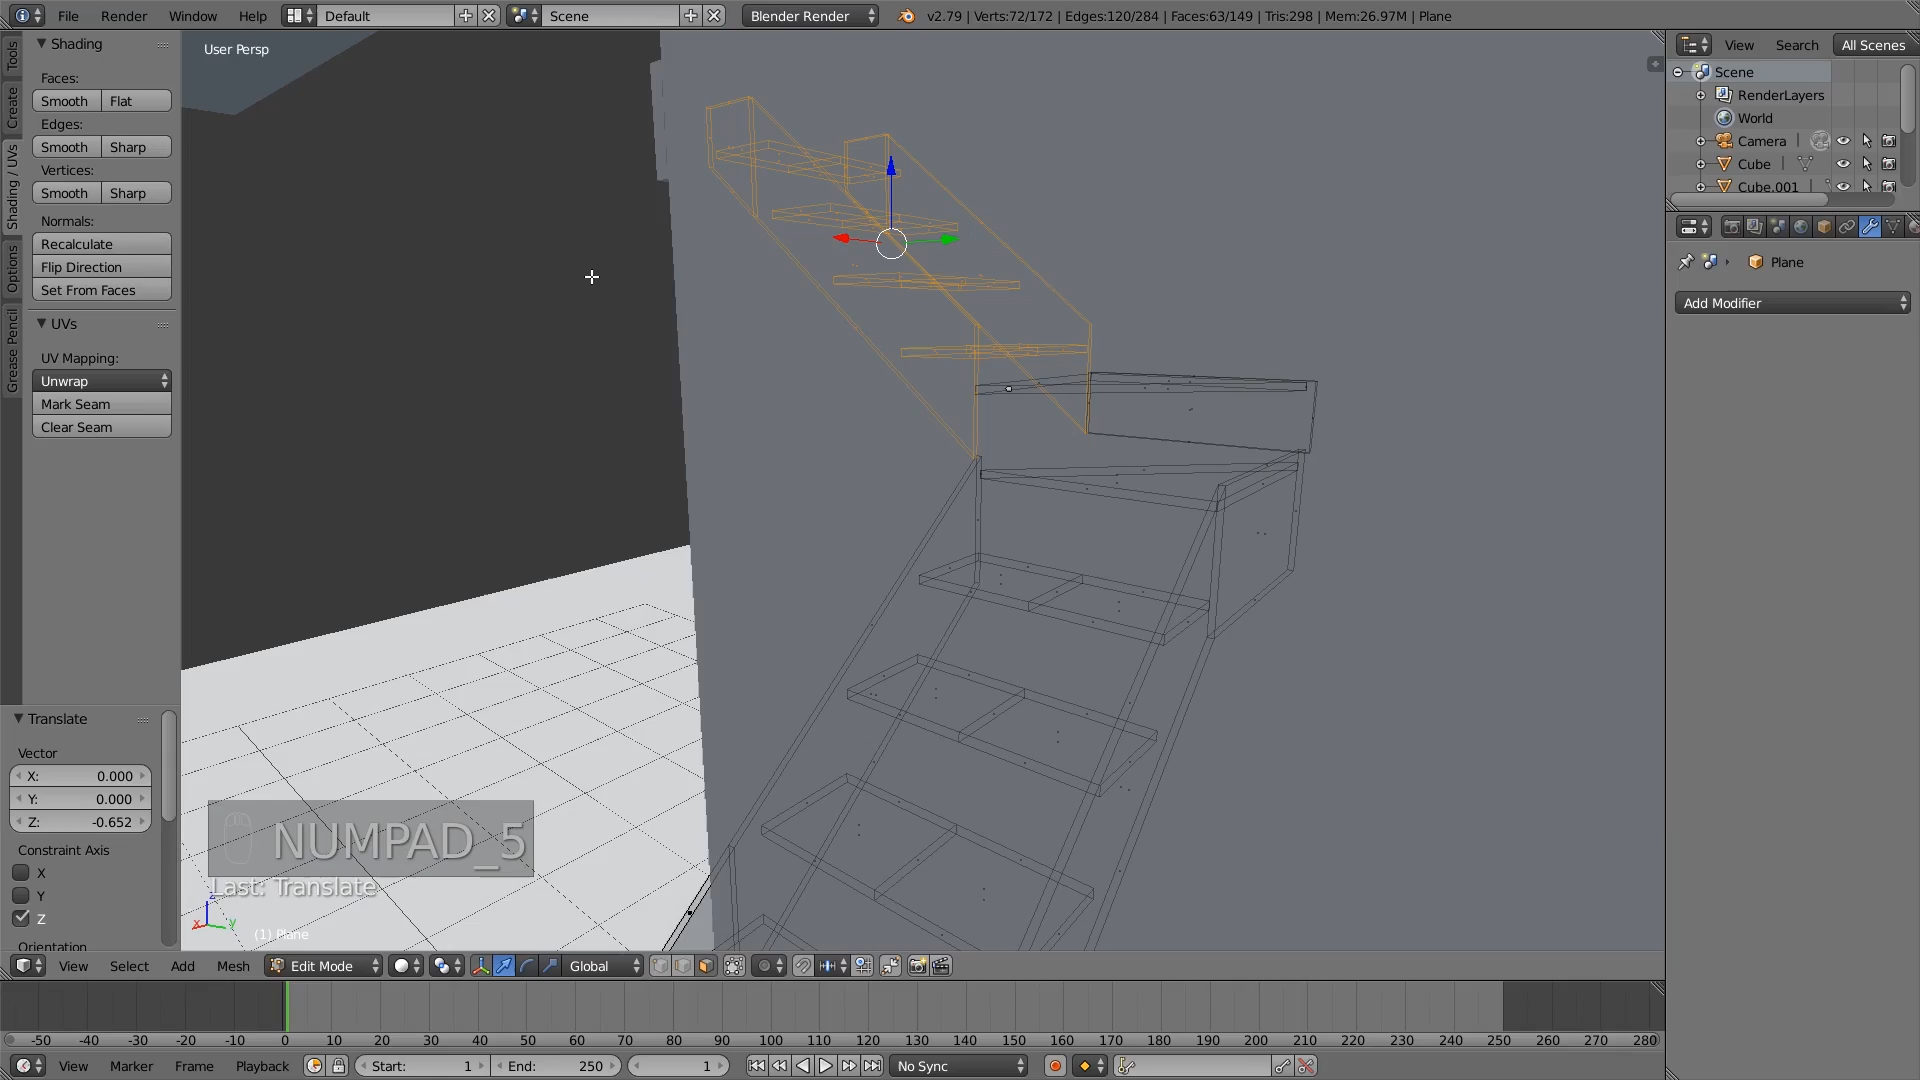 File Render Window Help Default Scene Blender Render v2.79 | Verts:72/172 | Edges:120/284 | Faces:63/149 | Tris:298 | Mem:26.97M | Plane
Tools
Create
Shading / UVs
Options
Grease Pencil
Shading
Faces:
Smooth Flat
Edges:
Smooth Sharp
Vertices:
Smooth Sharp
Normals:
Recalculate
Flip Direction
Set From Faces
UVs
UV Mapping:
Unwrap
Mark Seam
Clear Seam
Translate
Vector
X: 0.000
Y: 0.000
Z: -0.652
Constraint Axis
X
Y
Z
Orientation
User Persp
NUMPAD_5
Last: Translate
(1) Plane
View Search All Scenes
Scene
RenderLayers
World
Camera
Cube
Cube.001
Plane
Add Modifier
View Select Add Mesh Edit Mode Global
-50 -40 -30 -20 -10 0 10 20 30 40 50 60 70 80 90 100 110 120 130 140 150 160 170 180 190 200 210 220 230 240 250 260 270 280
View Marker Frame Playback Start: 1 End: 250 1 No Sync